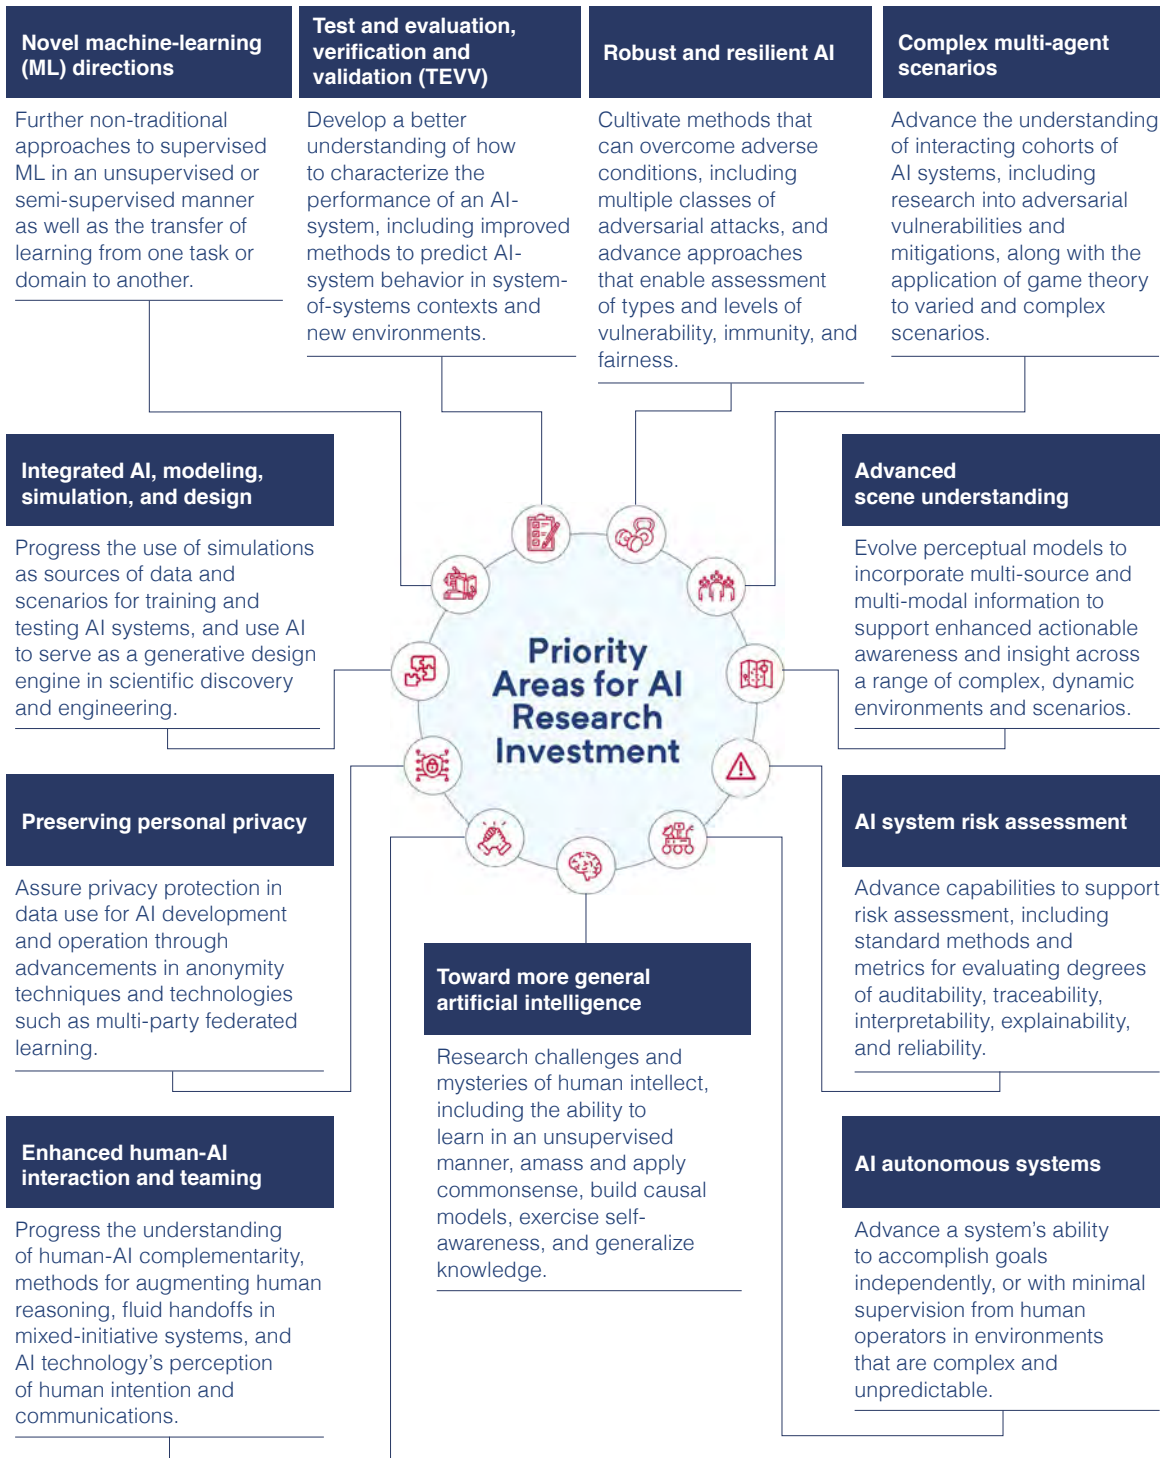 Novel machine-learning
(ML) directions
Further non-traditional
approaches to supervised
ML in an unsupervised or
semi-supervised manner
as well as the transfer of
learning from one task or
domain to another.
Test and evaluation,
verification and
validation (TEVV)
Develop a better
understanding of how
to characterize the
performance of an AI-
system, including improved
methods to predict AI-
system behavior in system-
of-systems contexts and
new environments.
Robust and resilient AI
Cultivate methods that
can overcome adverse
conditions, including
multiple classes of
adversarial attacks, and
advance approaches
that enable assessment
of types and levels of
vulnerability, immunity, and
fairness.
Complex multi-agent
scenarios
Advance the understanding
of interacting cohorts of
AI systems, including
research into adversarial
vulnerabilities and
mitigations, along with the
application of game theory
to varied and complex
scenarios.
Integrated AI, modeling,
simulation, and design
Progress the use of simulations
as sources of data and
scenarios for training and
testing AI systems, and use AI
to serve as a generative design
engine in scientific discovery
and engineering.
Priority
Areas for AI
Research
Investment
Advanced
scene understanding
Evolve perceptual models to
incorporate multi-source and
multi-modal information to
support enhanced actionable
awareness and insight across
a range of complex, dynamic
environments and scenarios.
Preserving personal privacy
Assure privacy protection in
data use for AI development
and operation through
advancements in anonymity
techniques and technologies
such as multi-party federated
learning.
AI system risk assessment
Advance capabilities to support
risk assessment, including
standard methods and
metrics for evaluating degrees
of auditability, traceability,
interpretability, explainability,
and reliability.
Toward more general
artificial intelligence
Research challenges and
mysteries of human intellect,
including the ability to
learn in an unsupervised
manner, amass and apply
commonsense, build causal
models, exercise self-
awareness, and generalize
knowledge.
Enhanced human-AI
interaction and teaming
Progress the understanding
of human-AI complementarity,
methods for augmenting human
reasoning, fluid handoffs in
mixed-initiative systems, and
AI technology's perception
of human intention and
communications.
AI autonomous systems
Advance a system's ability
to accomplish goals
independently, or with minimal
supervision from human
operators in environments
that are complex and
unpredictable.